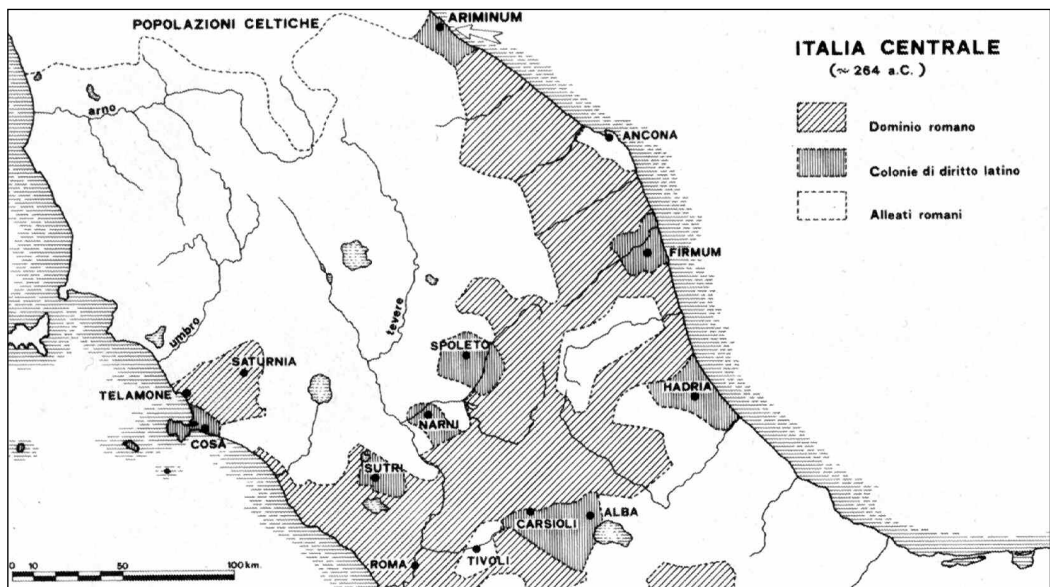 POPOLAZIONI CELTICHE
ARIMINUM
ITALIA CENTRALE
(~ 264 a.C.)
Dominio romano
Colonie di diritto latino
Alleati romani
arno
ANCONA
FIRMUM
umbro
tevere
SPOLETO
SATURNIA
TELAMONE
HADRIA
COSA
NARNI
SUTRI
CARSIOLI
ALBA
TIVOLI
ROMA
0 10 50 100 km.